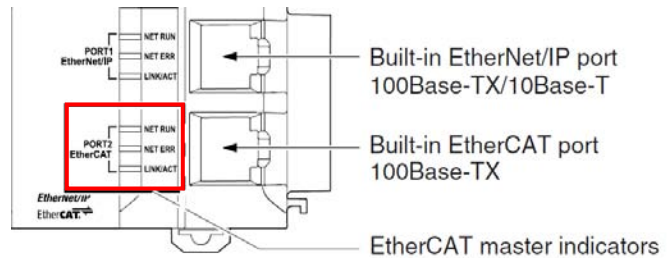 PORT1
EtherNet/IP
NET RUN
NET ERR
LINK/ACT
Built-in EtherNet/IP port
100Base-TX/10Base-T
PORT2
EtherCAT
NET RUN
NET ERR
LINK/ACT
Built-in EtherCAT port
100Base-TX
EtherNet/IP
EtherCAT
EtherCAT master indicators